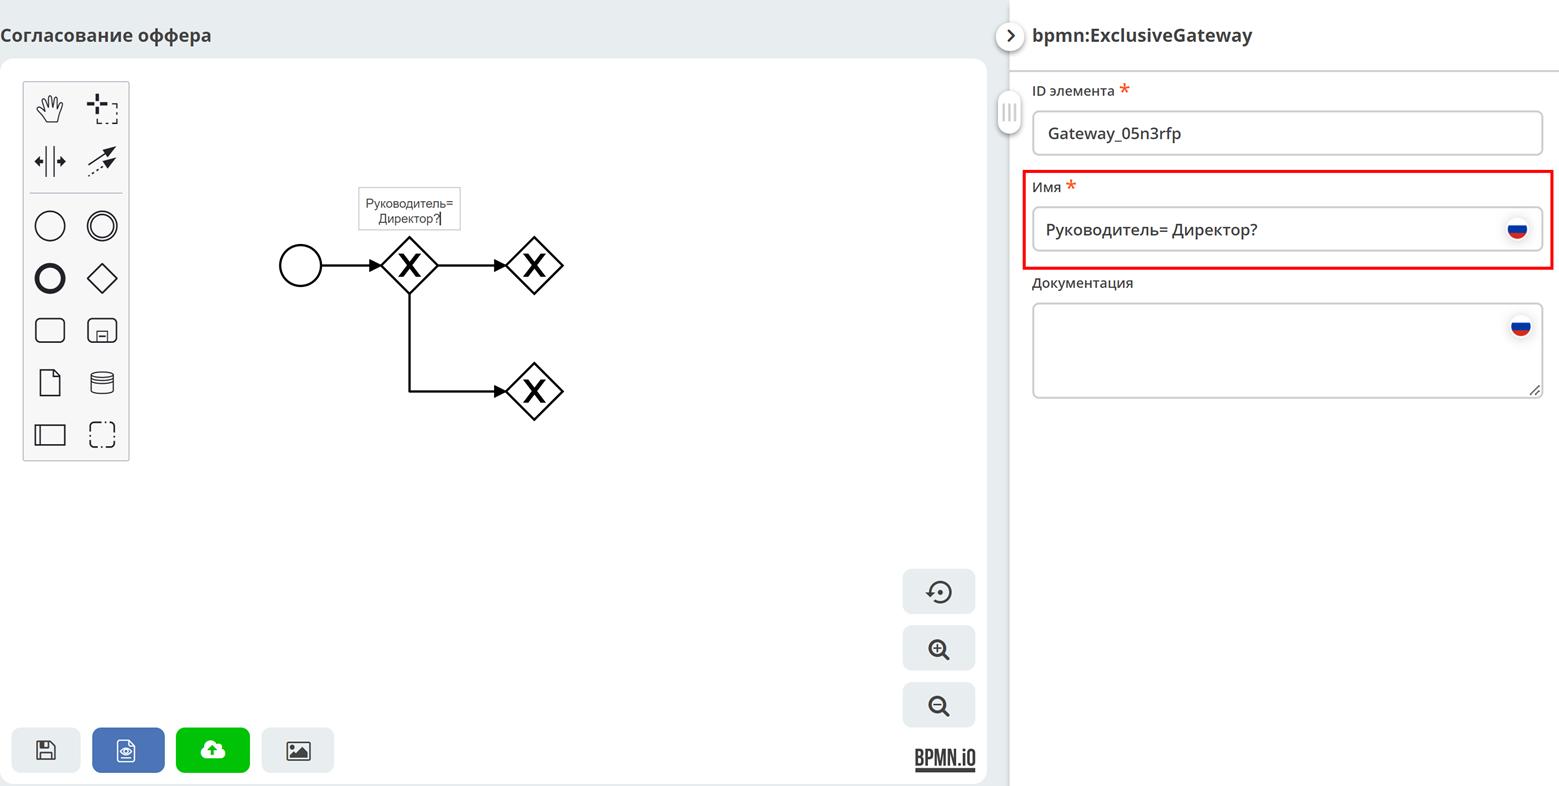 Согласование оффера
bpmn:ExclusiveGateway
ID элемента *
Gateway_05n3rfp
Имя *
Руководитель= Директор?
Документация
Руководитель=
Директор?
X
X
X
BPMN.iO